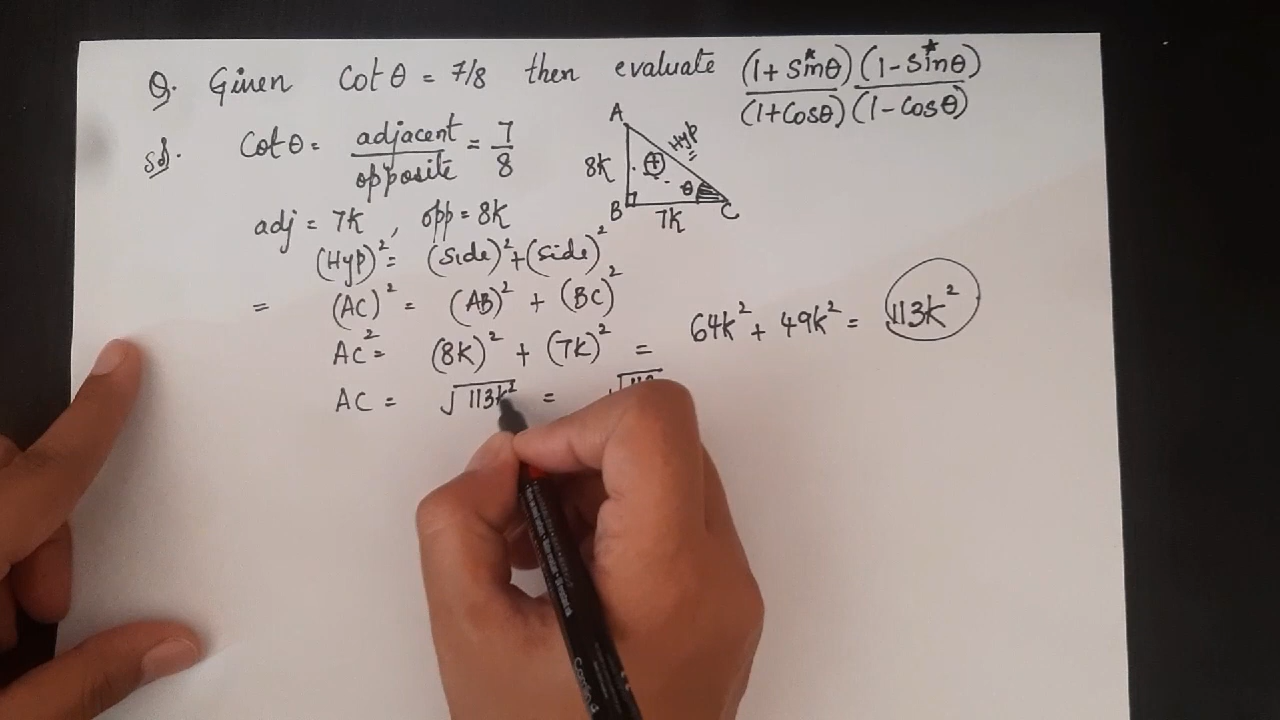 Q. Given Cotθ = 7/8 then evaluate (1+Sinθ)(1-Sinθ)
(1+Cosθ)(1-Cosθ)
Sol. Cotθ = adjacent/opposite = 7/8
A
Hyp
8K
θ
B
7K
C
adj = 7K, opp = 8K
(Hyp)² = (Side)² + (Side)²
= (AC)² = (AB)² + (BC)²
AC² = (8K)² + (7K)² = 64K² + 49K² = 113K²
AC = √113K² =